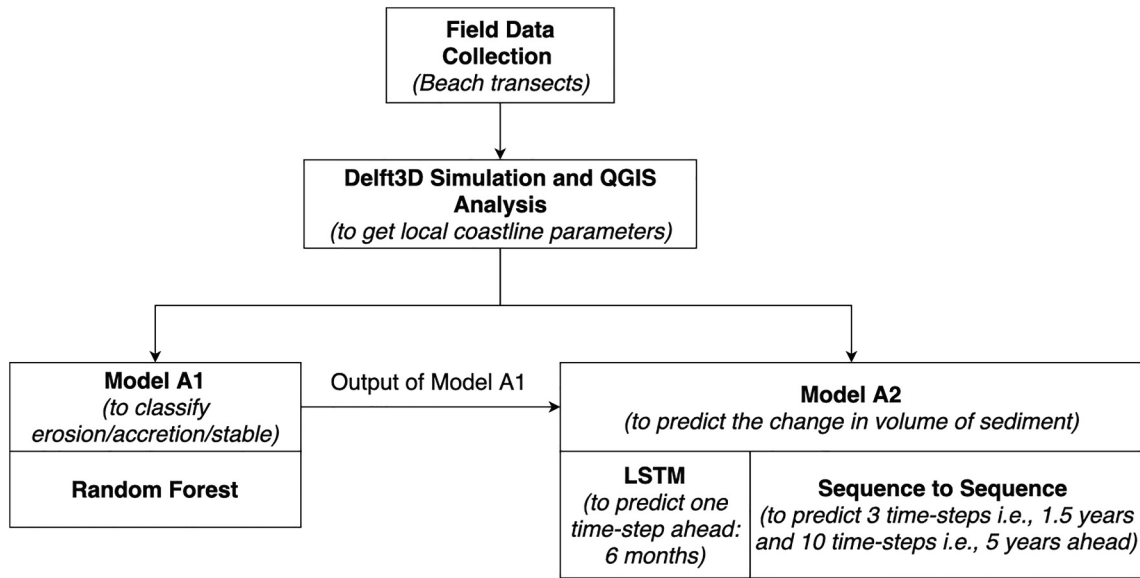 Field Data
Collection
(Beach transects)
Delft3D Simulation and QGIS
Analysis
(to get local coastline parameters)
Model A1
(to classify
erosion/accretion/stable)
Random Forest
Output of Model A1
Model A2
(to predict the change in volume of sediment)
LSTM
(to predict one
time-step ahead:
6 months)
Sequence to Sequence
(to predict 3 time-steps i.e., 1.5 years
and 10 time-steps i.e., 5 years ahead)